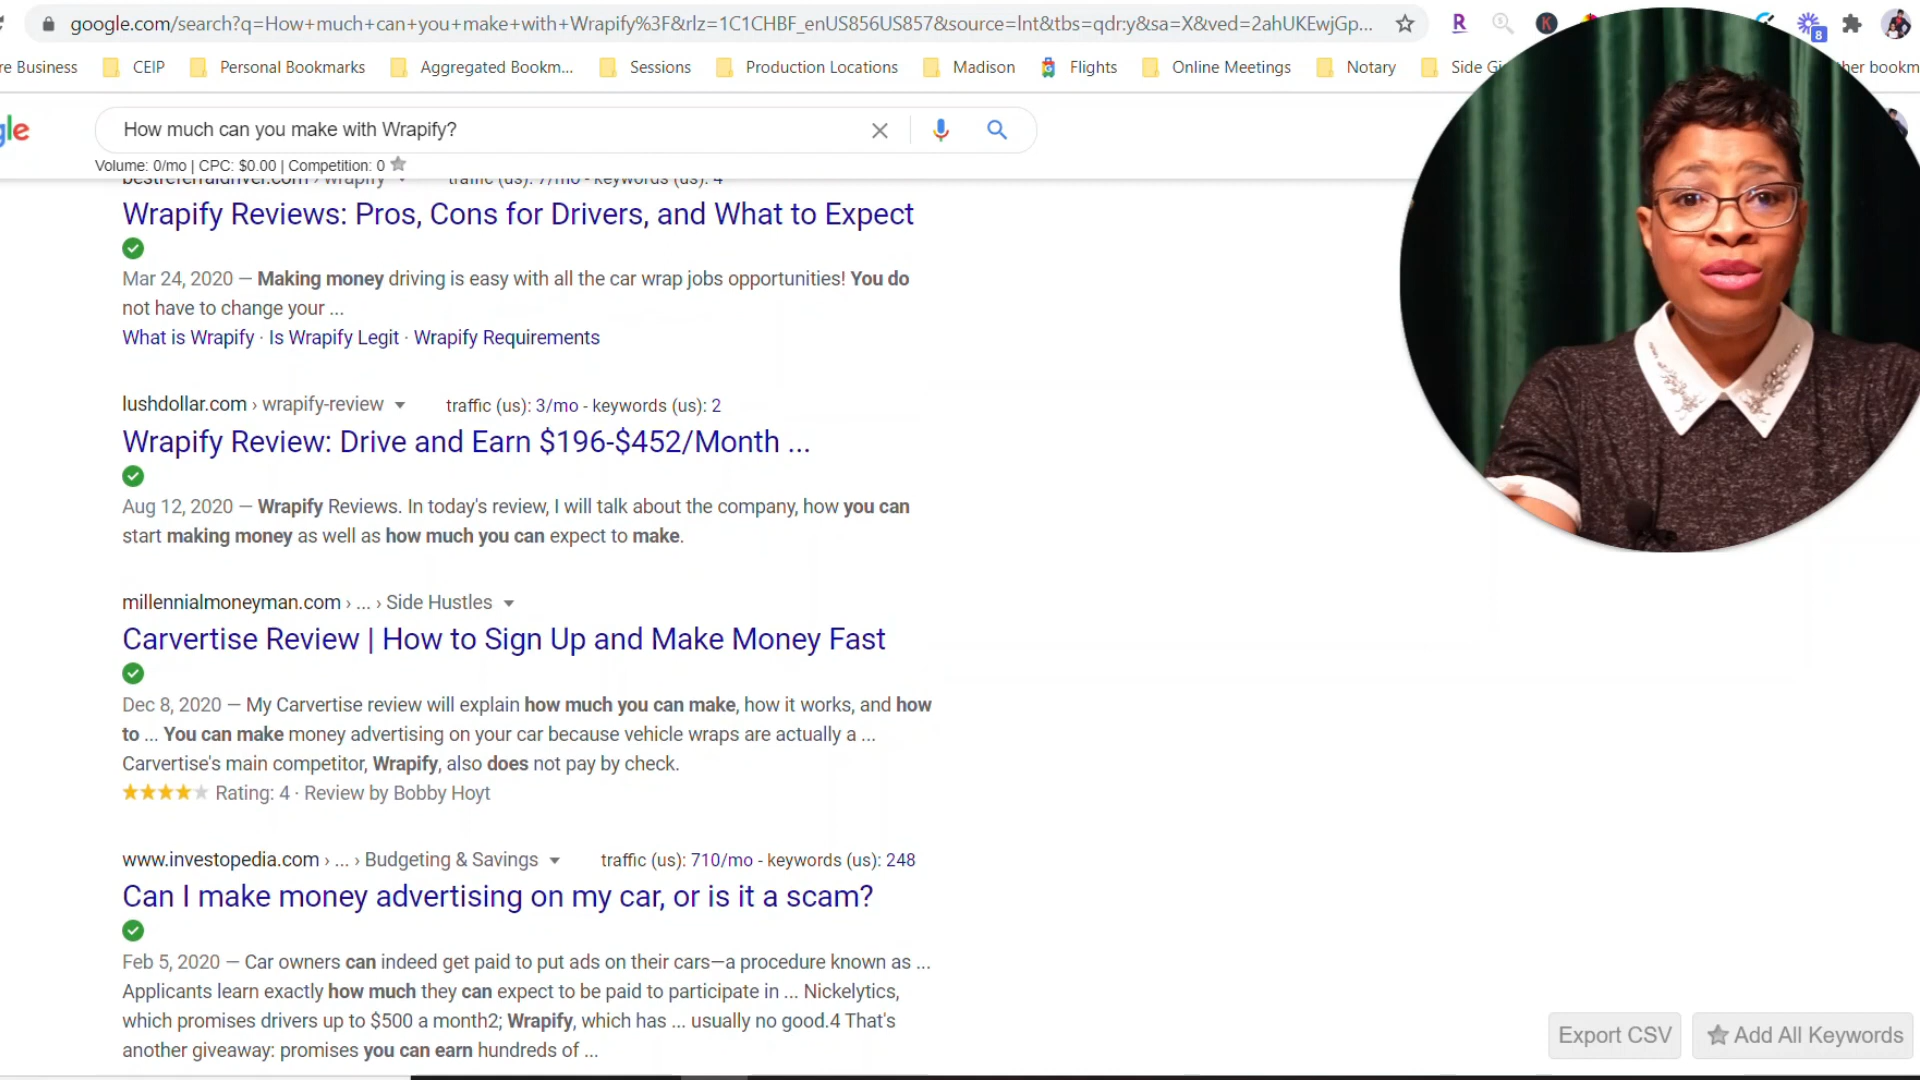 google.com/search?q=How+much+can+you+make+with+Wrapify%3F&rlz=1C1CHBF_enUS856US857&source=lnt&tbs=qdr:y&sa=X&ved=2ahUKEwjGp...
re Business CEIP Personal Bookmarks Aggregated Bookm... Sessions Production Locations Madison Flights Online Meetings Notary Side Gi her bookm
gle How much can you make with Wrapify?
Volume: 0/mo | CPC: $0.00 | Competition: 0
bestreferraldriver.com › wrapify traffic (us): 7/mo - keywords (us): 4
Wrapify Reviews: Pros, Cons for Drivers, and What to Expect
Mar 24, 2020 — Making money driving is easy with all the car wrap jobs opportunities! You do
not have to change your ...
What is Wrapify · Is Wrapify Legit · Wrapify Requirements
lushdollar.com › wrapify-review traffic (us): 3/mo - keywords (us): 2
Wrapify Review: Drive and Earn $196-$452/Month ...
Aug 12, 2020 — Wrapify Reviews. In today's review, I will talk about the company, how you can
start making money as well as how much you can expect to make.
millennialmoneyman.com › ... › Side Hustles
Carvertise Review | How to Sign Up and Make Money Fast
Dec 8, 2020 — My Carvertise review will explain how much you can make, how it works, and how
to ... You can make money advertising on your car because vehicle wraps are actually a ...
Carvertise's main competitor, Wrapify, also does not pay by check.
Rating: 4 · Review by Bobby Hoyt
www.investopedia.com › ... › Budgeting & Savings traffic (us): 710/mo - keywords (us): 248
Can I make money advertising on my car, or is it a scam?
Feb 5, 2020 — Car owners can indeed get paid to put ads on their cars—a procedure known as ...
Applicants learn exactly how much they can expect to be paid to participate in ... Nickelytics,
which promises drivers up to $500 a month2; Wrapify, which has ... usually no good.4 That's
another giveaway: promises you can earn hundreds of ...
Export CSV Add All Keywords
R K 8